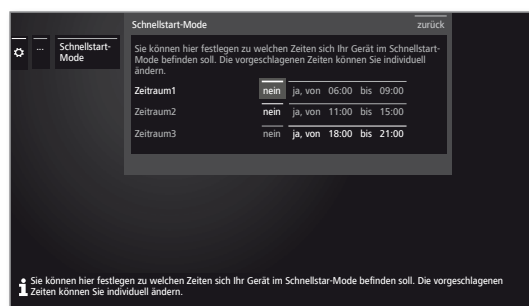 Schnellstart-Mode zurück
... Schnellstart-
Mode
Sie können hier festlegen zu welchen Zeiten sich Ihr Gerät im Schnellstart-
Mode befinden soll. Die vorgeschlagenen Zeiten können Sie individuell
ändern.
Zeitraum1 nein ja, von 06:00 bis 09:00
Zeitraum2 nein ja, von 11:00 bis 15:00
Zeitraum3 nein ja, von 18:00 bis 21:00
Sie können hier festlegen zu welchen Zeiten sich Ihr Gerät im Schnellstar-Mode befinden soll. Die vorgeschlagenen
Zeiten können Sie individuell ändern.